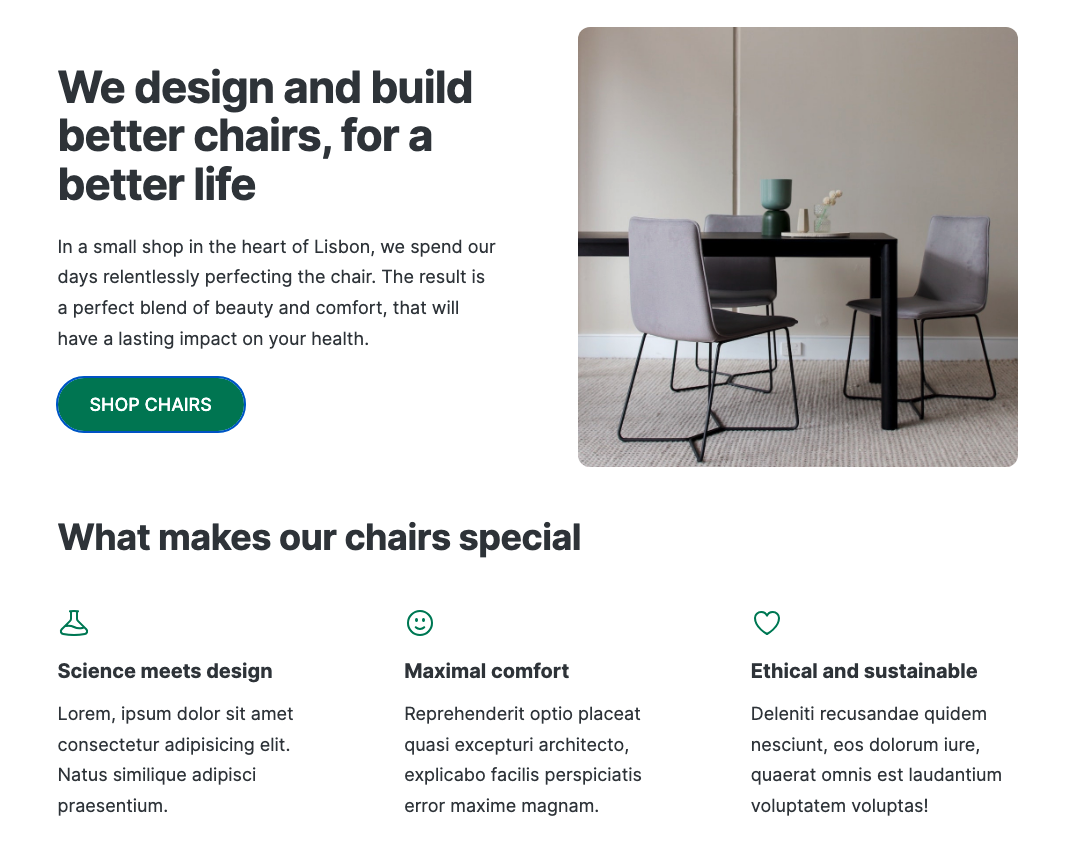 We design and build
better chairs, for a
better life
In a small shop in the heart of Lisbon, we spend our
days relentlessly perfecting the chair. The result is
a perfect blend of beauty and comfort, that will
have a lasting impact on your health.
SHOP CHAIRS
What makes our chairs special
Science meets design
Lorem, ipsum dolor sit amet
consectetur adipisicing elit.
Natus similique adipisci
praesentium.
Maximal comfort
Reprehenderit optio placeat
quasi excepturi architecto,
explicabo facilis perspiciatis
error maxime magnam.
Ethical and sustainable
Deleniti recusandae quidem
nesciunt, eos dolorum iure,
quaerat omnis est laudantium
voluptatem voluptas!